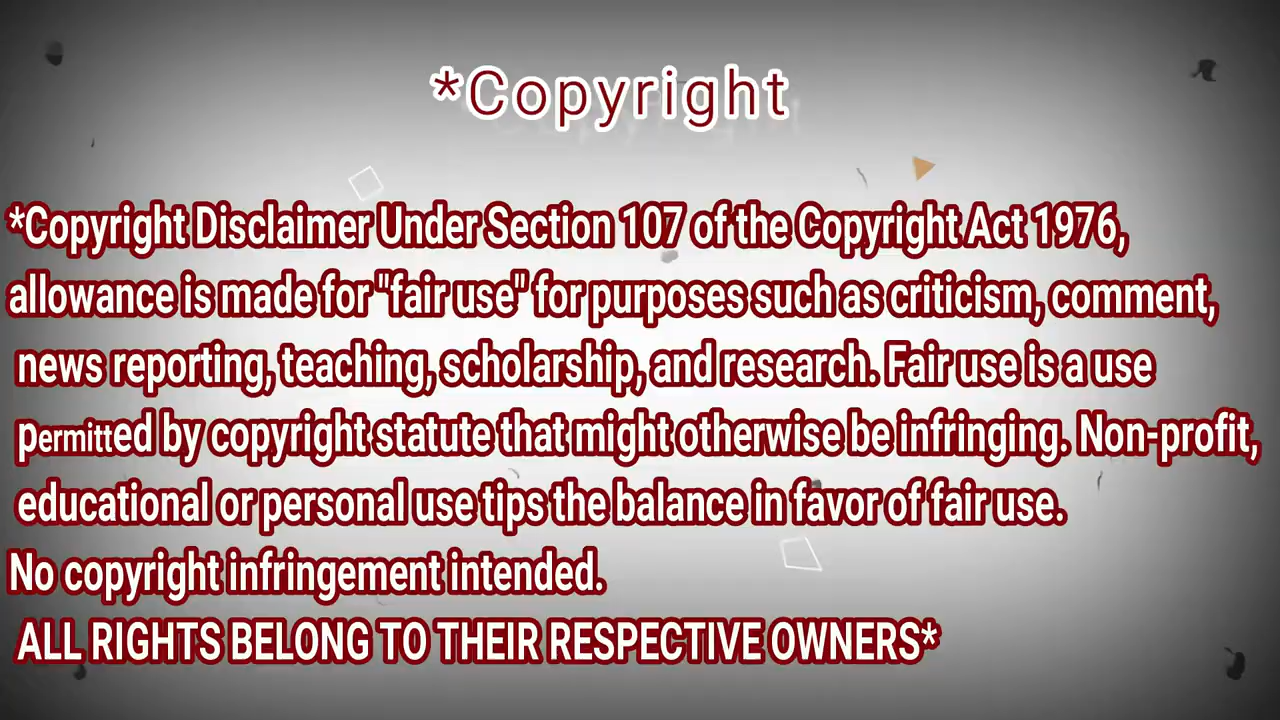 *Copyright
*Copyright Disclaimer Under Section 107 of the Copyright Act 1976,
allowance is made for "fair use" for purposes such as criticism, comment,
news reporting, teaching, scholarship, and research. Fair use is a use
permitted by copyright statute that might otherwise be infringing. Non-profit,
educational or personal use tips the balance in favor of fair use.
No copyright infringement intended.
ALL RIGHTS BELONG TO THEIR RESPECTIVE OWNERS*